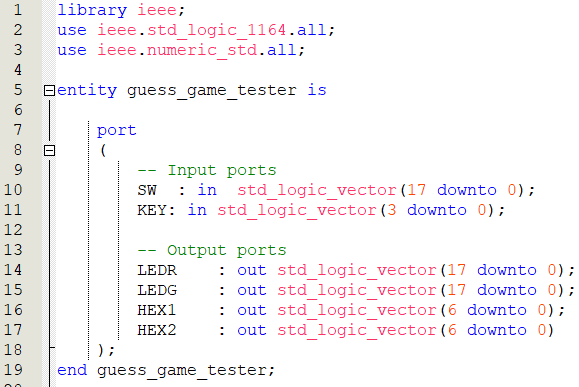 1 library ieee;
2 use ieee.std_logic_1164.all;
3 use ieee.numeric_std.all;
4
5 entity guess_game_tester is
6
7 port
8 (
9 -- Input ports
10 SW : in std_logic_vector(17 downto 0);
11 KEY: in std_logic_vector(3 downto 0);
12
13 -- Output ports
14 LEDR : out std_logic_vector(17 downto 0);
15 LEDG : out std_logic_vector(17 downto 0);
16 HEX1 : out std_logic_vector(6 downto 0);
17 HEX2 : out std_logic_vector(6 downto 0)
18 );
19 end guess_game_tester;